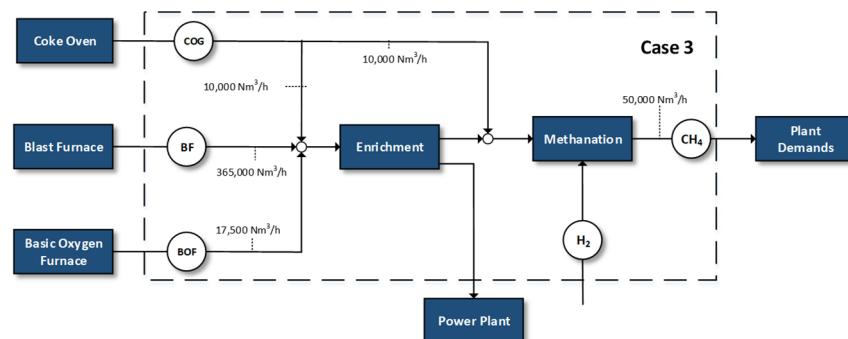 Coke Oven
COG
Case 3
10,000 Nm³/h
10,000 Nm³/h
50,000 Nm³/h
Blast Furnace
BF
Enrichment
Methanation
CH₄
Plant
Demands
365,000 Nm³/h
17,500 Nm³/h
Basic Oxygen
Furnace
BOF
H₂
Power Plant